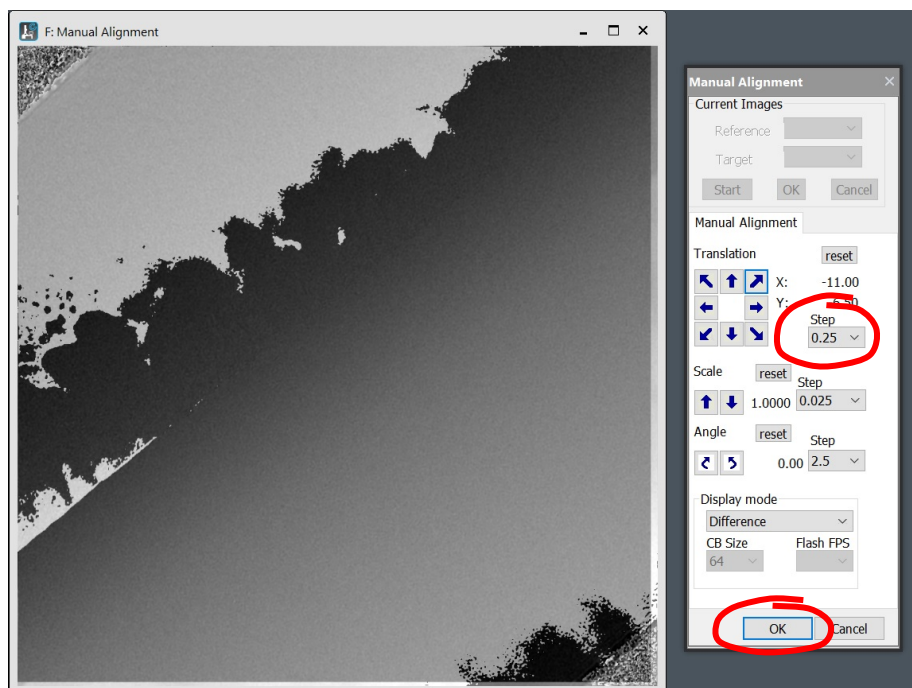 F: Manual Alignment
Manual Alignment
Current Images
Reference
Target
Start OK Cancel
Manual Alignment
Translation reset
X: -11.00
Y: -6.50
Step
0.25
Scale reset
Step
1.0000 0.025
Angle reset
Step
0.00 2.5
Display mode
Difference
CB Size Flash FPS
64
OK Cancel